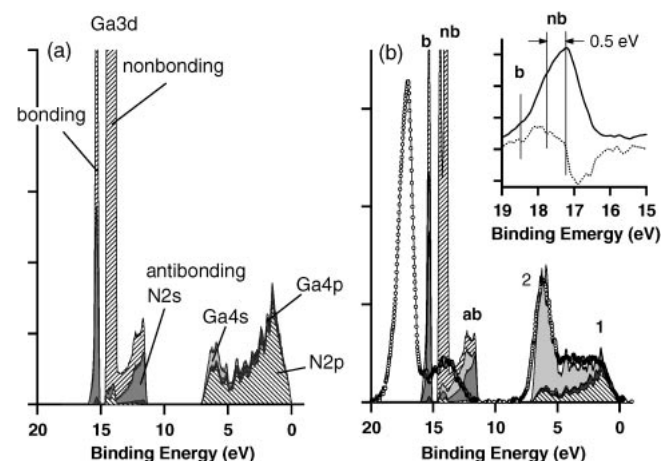 Ga3d
(a)
nonbonding
bonding
antibonding
N2s
Ga4s
Ga4p
N2p
20 15 10 5 0
Binding Energy (eV)
(b)
b
nb
ab
2
1
20 15 10 5 0
Binding Energy (eV)
nb
0.5 eV
b
19 18 17 16 15
Binding Emergy (eV)